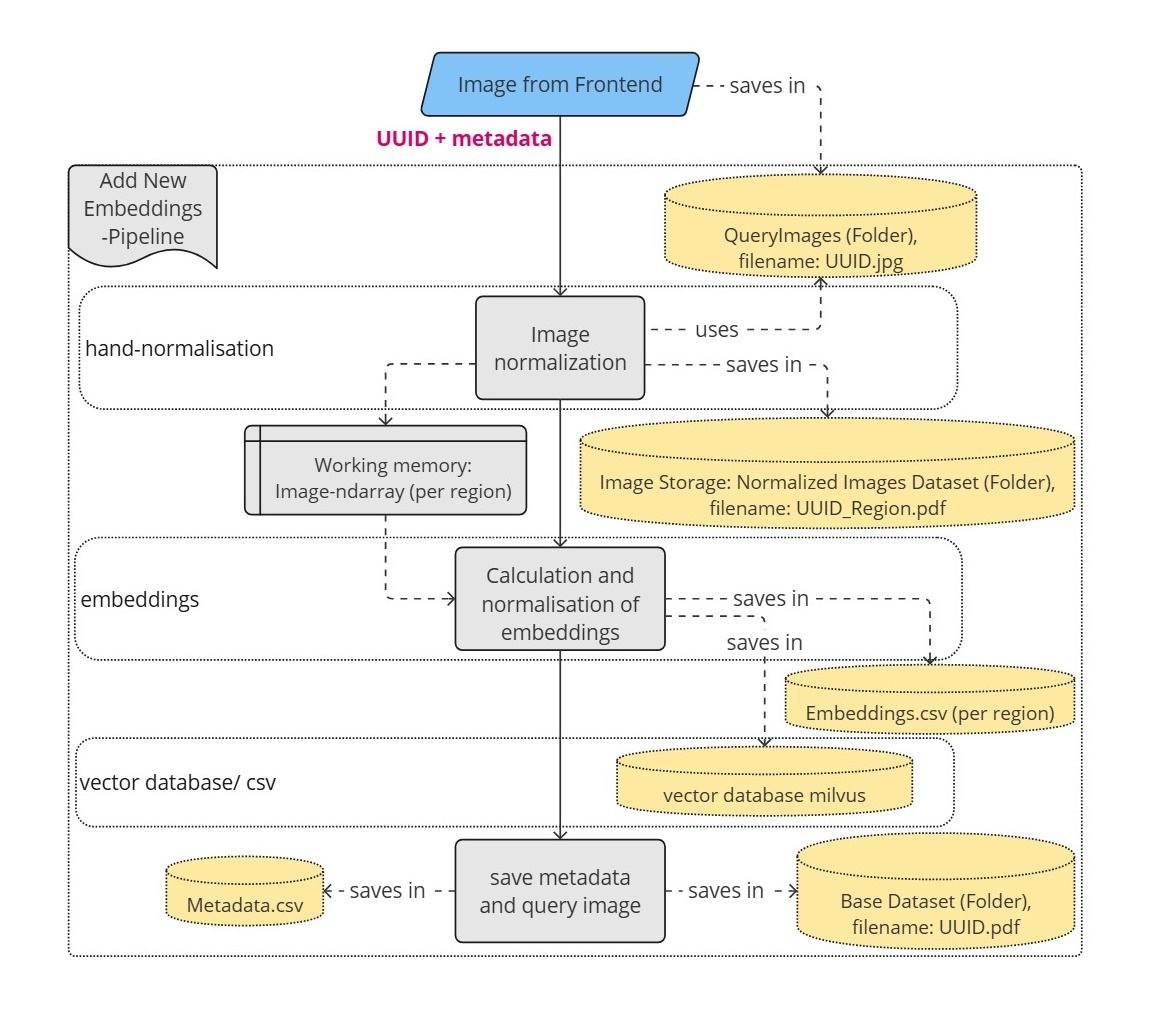 Image from Frontend
saves in
UUID + metadata
Add New
Embeddings
-Pipeline
QueryImages (Folder),
filename: UUID.jpg
hand-normalisation
Image
normalization
uses
saves in
Working memory:
Image-ndarray (per region)
Image Storage: Normalized Images Dataset (Folder),
filename: UUID_Region.pdf
embeddings
Calculation and
normalisation of
embeddings
saves in
saves in
Embeddings.csv (per region)
vector database/ csv
vector database milvus
save metadata
and query image
saves in
Metadata.csv
saves in
Base Dataset (Folder),
filename: UUID.pdf